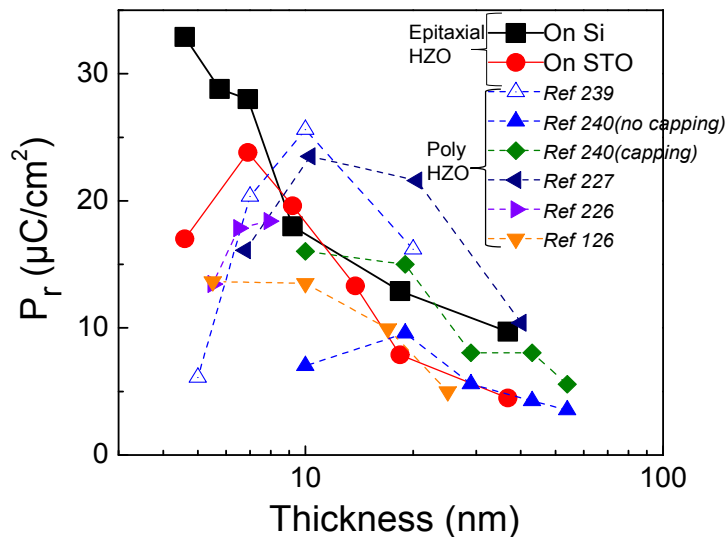 Epitaxial
HZO
On Si
On STO
Poly
HZO
Ref 239
Ref 240(no capping)
Ref 240(capping)
Ref 227
Ref 226
Ref 126
30
20
10
0
Pr (μC/cm²)
10
100
Thickness (nm)